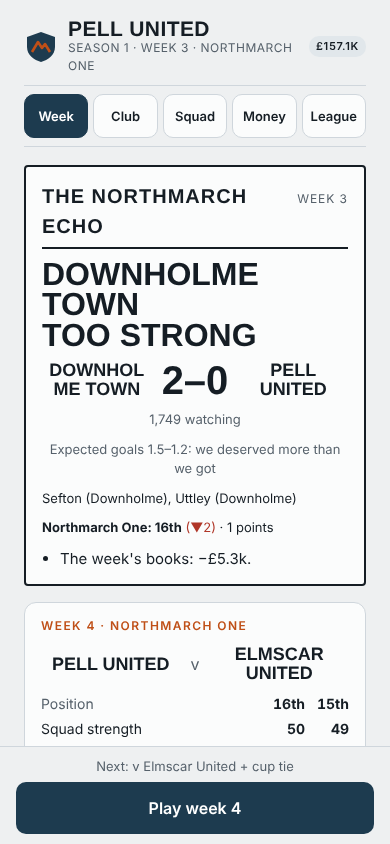 PELL UNITED
SEASON 1 · WEEK 3 · NORTHMARCH
ONE
£157.1K
Week
Club
Squad
Money
League
THE NORTHMARCH
ECHO
WEEK 3
DOWNHOLME
TOWN
TOO STRONG
DOWNHOL
ME TOWN
2–0
PELL
UNITED
1,749 watching
Expected goals 1.5–1.2: we deserved more than
we got
Sefton (Downholme), Uttley (Downholme)
Northmarch One: 16th (▼2) · 1 points
• The week's books: −£5.3k.
WEEK 4 · NORTHMARCH ONE
PELL UNITED v ELMSCAR
UNITED
Position 16th 15th
Squad strength 50 49
Next: v Elmscar United + cup tie
Play week 4